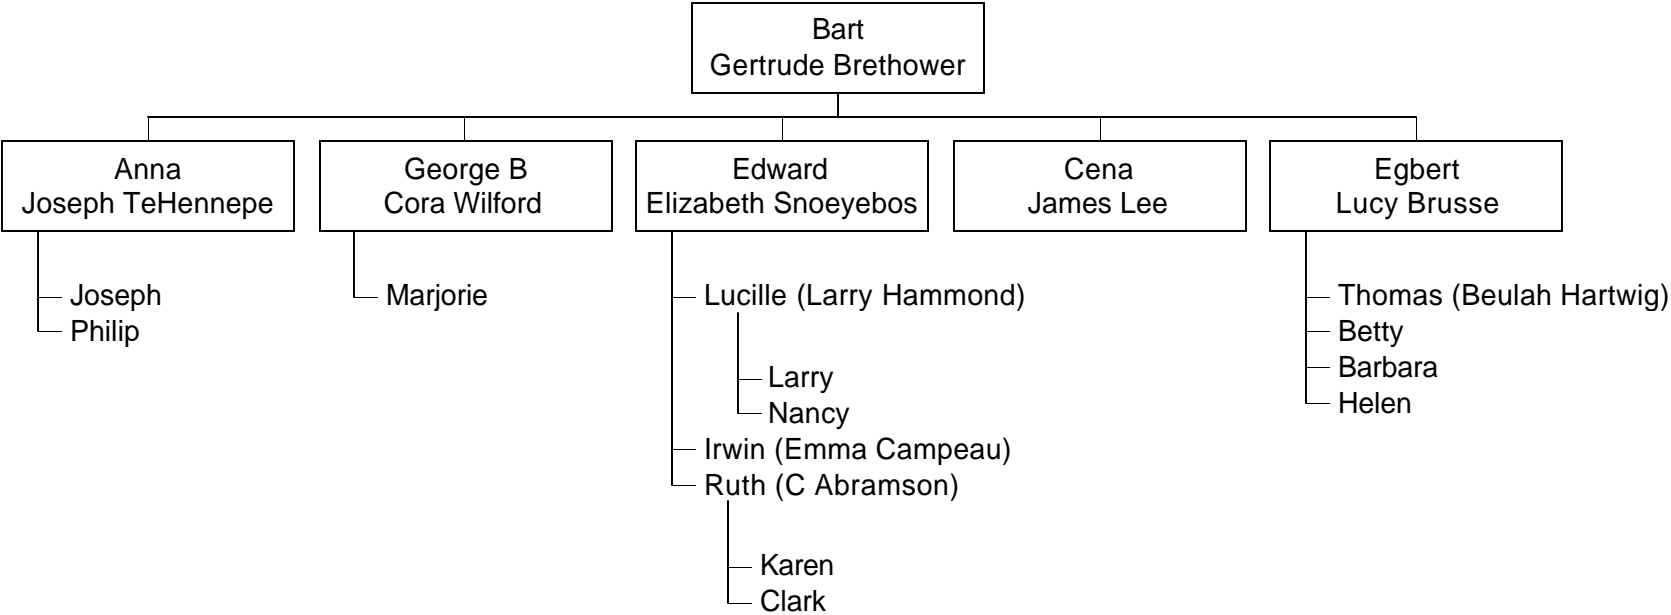 Bart
Gertrude Brethower
Anna
Joseph TeHennepe
George B
Cora Wilford
Edward
Elizabeth Snoeyebos
Cena
James Lee
Egbert
Lucy Brusse
Joseph
Philip
Marjorie
Lucille (Larry Hammond)
Larry
Nancy
Irwin (Emma Campeau)
Ruth (C Abramson)
Karen
Clark
Thomas (Beulah Hartwig)
Betty
Barbara
Helen